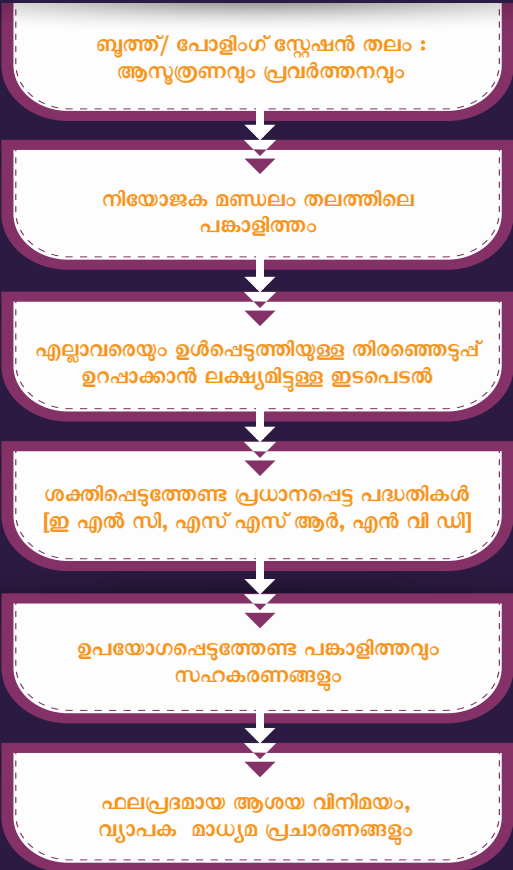 ബൂത്ത്/ പോളിംഗ് സ്റ്റേഷൻ തലം :
ആസൂത്രണവും പ്രവർത്തനവും
നിയോജക മണ്ഡലം തലത്തിലെ
പങ്കാളിത്തം
എല്ലാവരെയും ഉൾപ്പെടുത്തിയുള്ള തിരഞ്ഞെടുപ്പ്
ഉറപ്പാക്കാൻ ലക്ഷ്യമിട്ടുള്ള ഇടപെടൽ
ശക്തിപ്പെടുത്തേണ്ട പ്രധാനപ്പെട്ട പദ്ധതികൾ
[ഇ എൽ സി, എസ് എസ് ആർ, എൻ വി ഡി]
ഉപയോഗപ്പെടുത്തേണ്ട പങ്കാളിത്തവും
സഹകരണങ്ങളും
ഫലപ്രദമായ ആശയ വിനിമയം,
വ്യാപക മാധ്യമ പ്രചാരണങ്ങളും